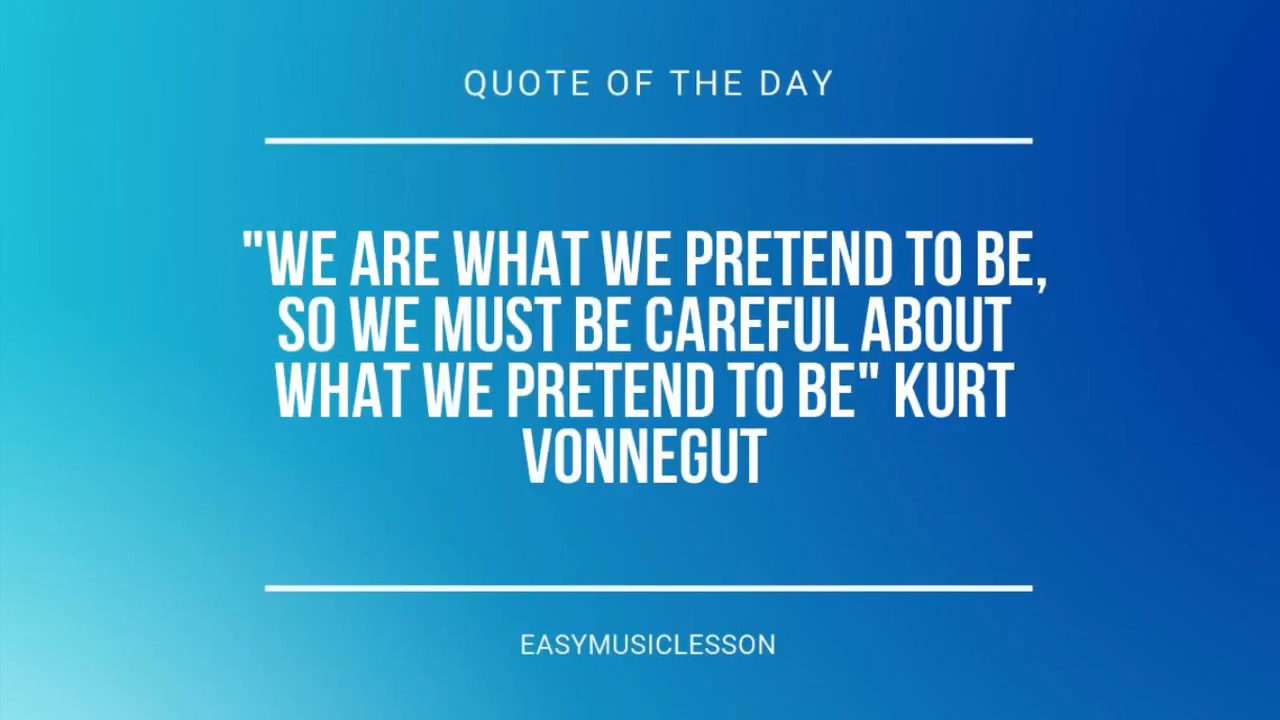 QUOTE OF THE DAY
"WE ARE WHAT WE PRETEND TO BE,
SO WE MUST BE CAREFUL ABOUT
WHAT WE PRETEND TO BE" KURT
VONNEGUT
EASYMUSICLESSON